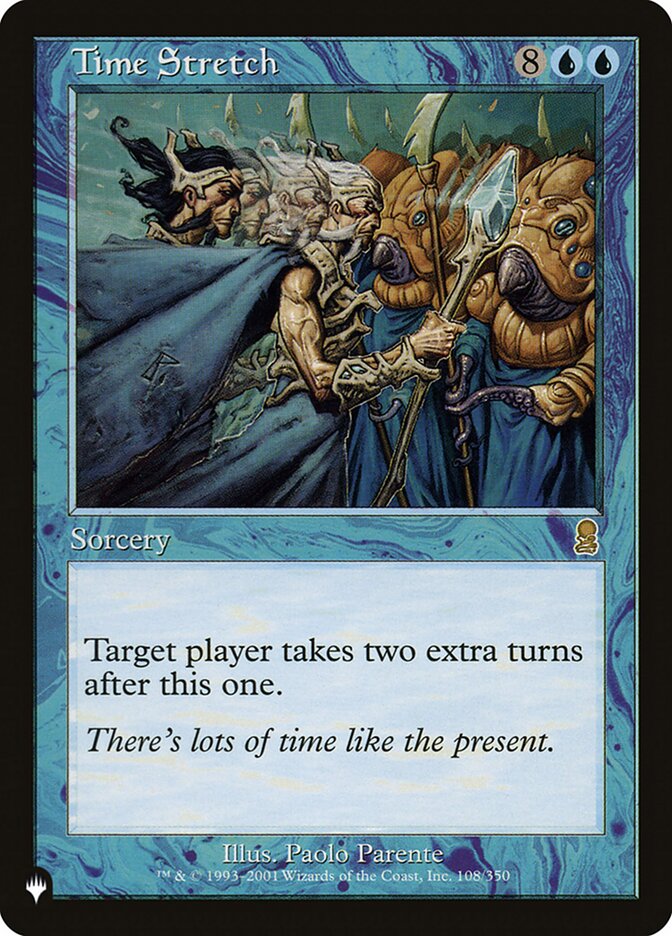 Time Stretch 8
Sorcery
Target player takes two extra turns
after this one.
There's lots of time like the present.
Illus. Paolo Parente
™ & © 1993-2001 Wizards of the Coast, Inc. 108/350